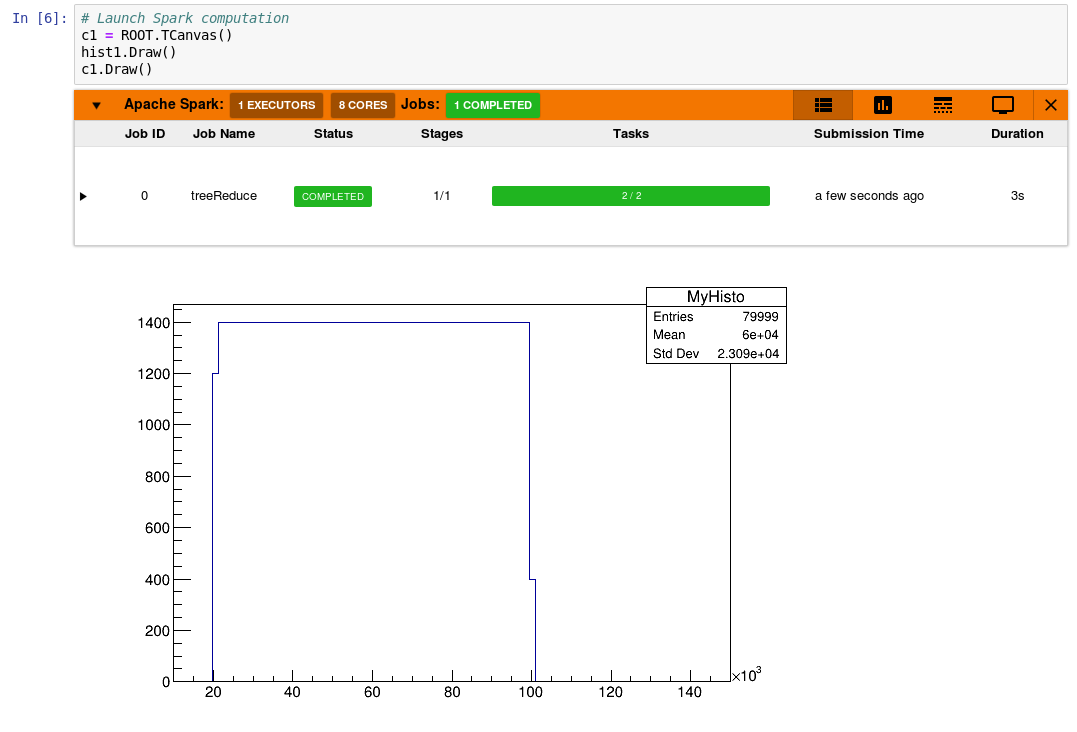 In [6]: # Launch Spark computation
c1 = ROOT.TCanvas()
hist1.Draw()
c1.Draw()
▼ Apache Spark: 1 EXECUTORS 8 CORES Jobs: 1 COMPLETED
Job ID Job Name Status Stages Tasks Submission Time Duration
0 treeReduce COMPLETED 1/1 2 / 2 a few seconds ago 3s
MyHisto
Entries 79999
Mean 6e+04
Std Dev 2.309e+04
1400
1200
1000
800
600
400
200
0
20 40 60 80 100 120 140
×10³